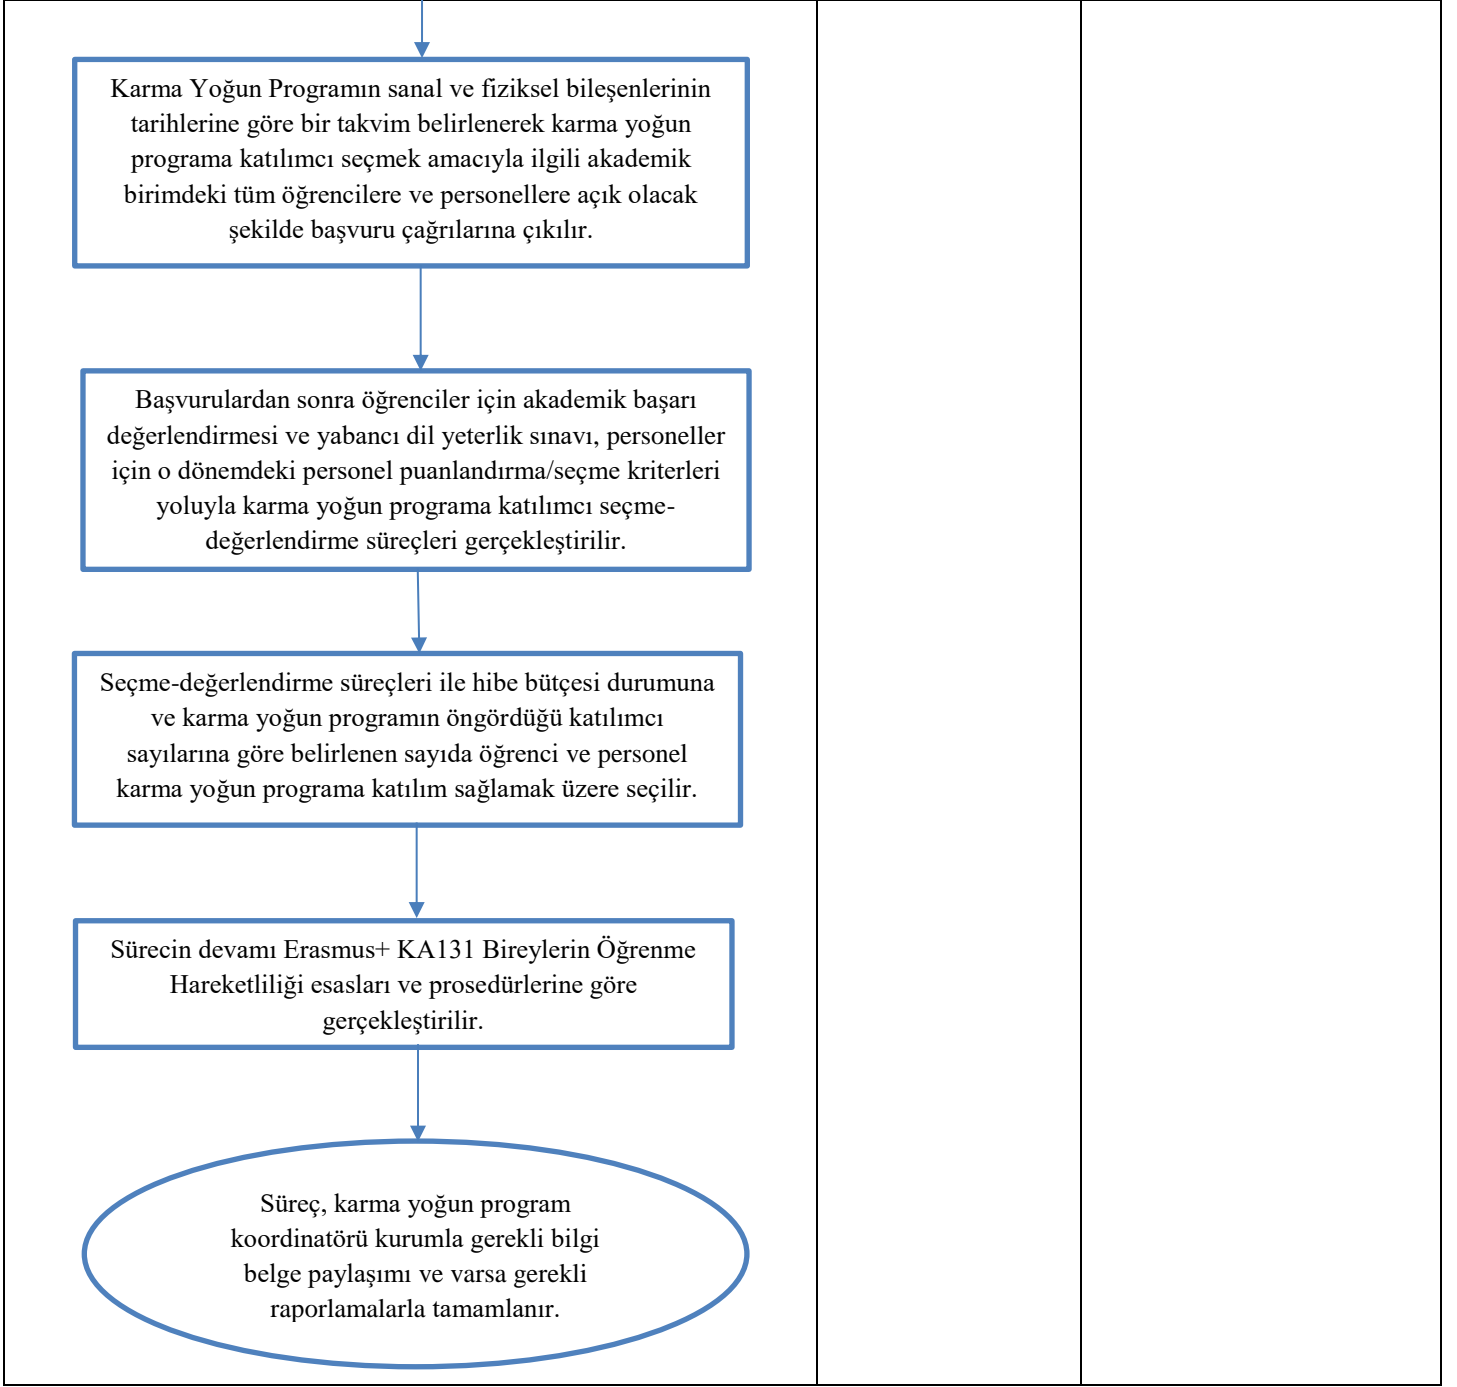 Karma Yoğun Programın sanal ve fiziksel bileşenlerinin
tarihlerine göre bir takvim belirlenerek karma yoğun
programa katılımcı seçmek amacıyla ilgili akademik
birimdeki tüm öğrencilere ve personellere açık olacak
şekilde başvuru çağrılarına çıkılır.
Başvurulardan sonra öğrenciler için akademik başarı
değerlendirmesi ve yabancı dil yeterlik sınavı, personeller
için o dönemdeki personel puanlandırma/seçme kriterleri
yoluyla karma yoğun programa katılımcı seçme-
değerlendirme süreçleri gerçekleştirilir.
Seçme-değerlendirme süreçleri ile hibe bütçesi durumuna
ve karma yoğun programın öngördüğü katılımcı
sayılarına göre belirlenen sayıda öğrenci ve personel
karma yoğun programa katılım sağlamak üzere seçilir.
Sürecin devamı Erasmus+ KA131 Bireylerin Öğrenme
Hareketliliği esasları ve prosedürlerine göre
gerçekleştirilir.
Süreç, karma yoğun program
koordinatörü kurumla gerekli bilgi
belge paylaşımı ve varsa gerekli
raporlamalarla tamamlanır.